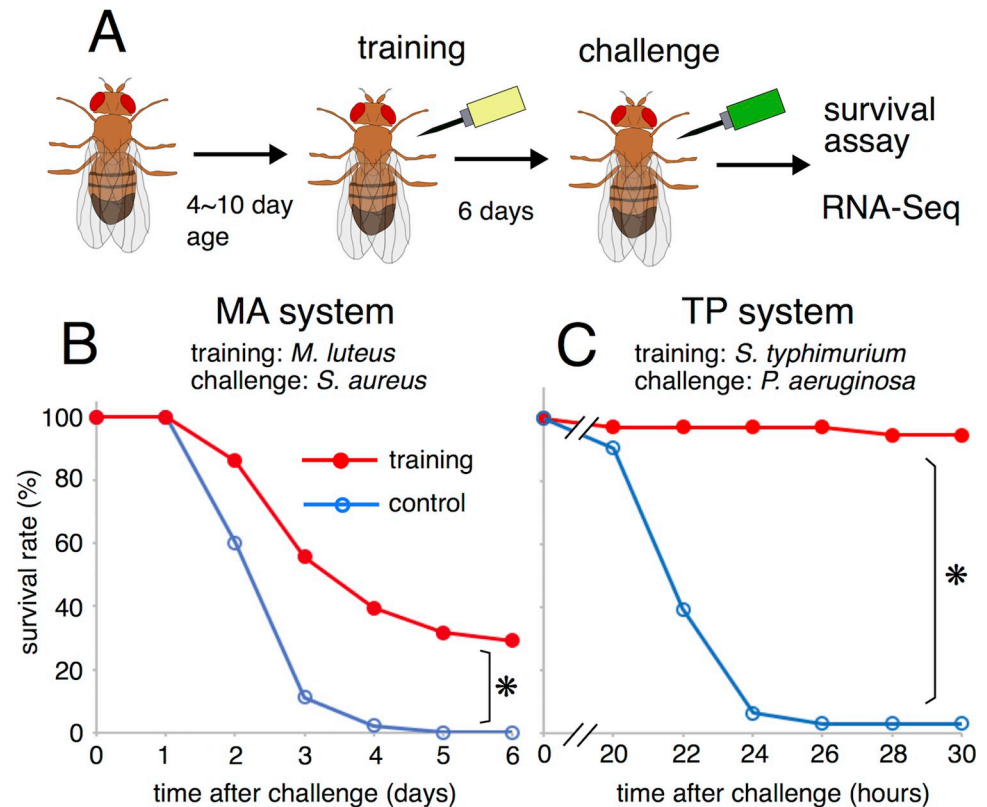 A
training
challenge
4~10 day
age
6 days
survival
assay
RNA-Seq
B
MA system
training: M. luteus
challenge: S. aureus
100
80
60
40
20
0
survival rate (%)
training
control
*
0 1 2 3 4 5 6
time after challenge (days)
C
TP system
training: S. typhimurium
challenge: P. aeruginosa
*
0 20 22 24 26 28 30
time after challenge (hours)